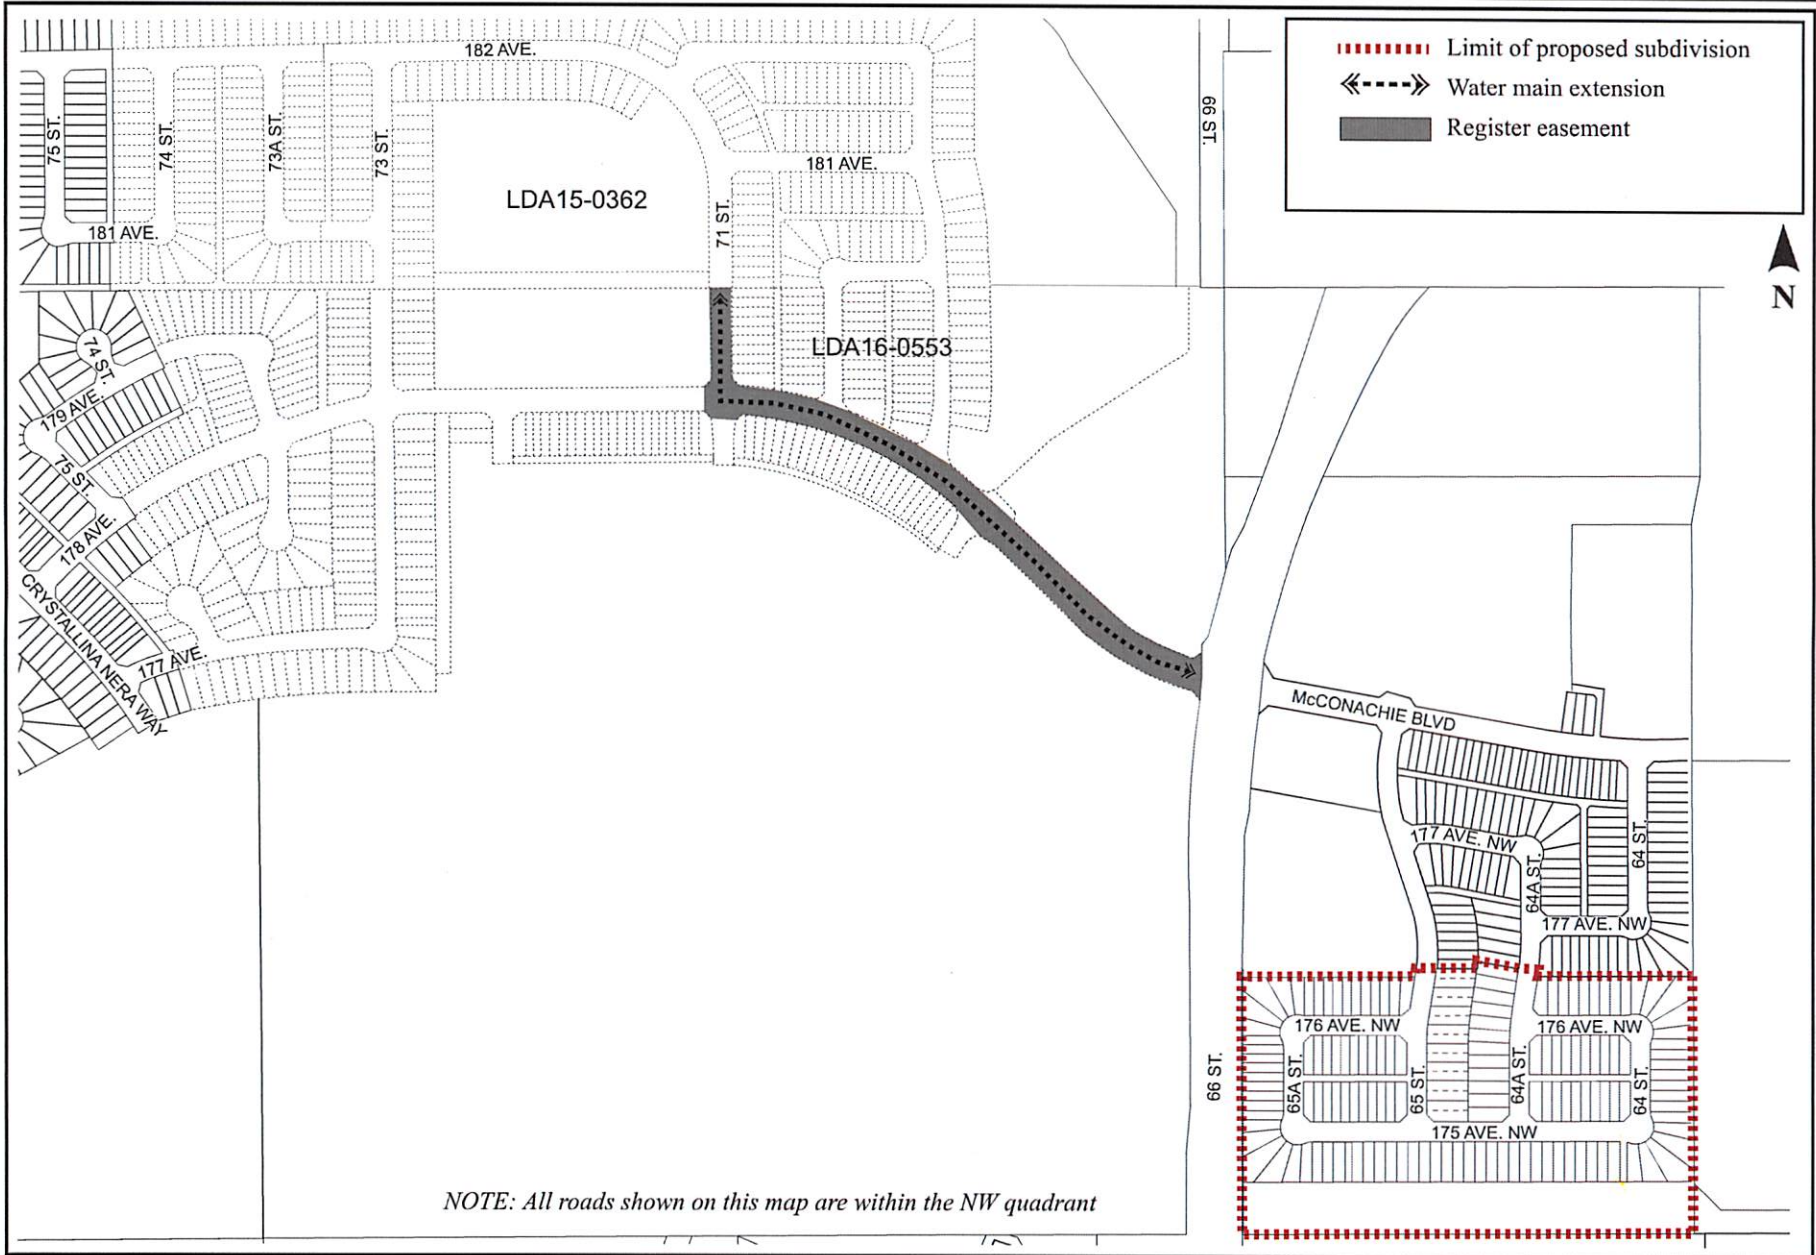 Limit of proposed subdivision
Water main extension
Register easement
N
182 AVE.
75 ST.
74 ST.
73A ST.
73 ST.
181 AVE.
LDA15-0362
71 ST.
181 AVE.
66 ST.
LDA16-0553
74 ST.
179 AVE.
75 ST.
178 AVE.
CRYSTALLINA NERA WAY
177 AVE.
McCONACHIE BLVD
177 AVE. NW
64A ST.
64 ST.
177 AVE. NW
176 AVE. NW
176 AVE. NW
66 ST.
65A ST.
65 ST.
64A ST.
64 ST.
175 AVE. NW
NOTE: All roads shown on this map are within the NW quadrant